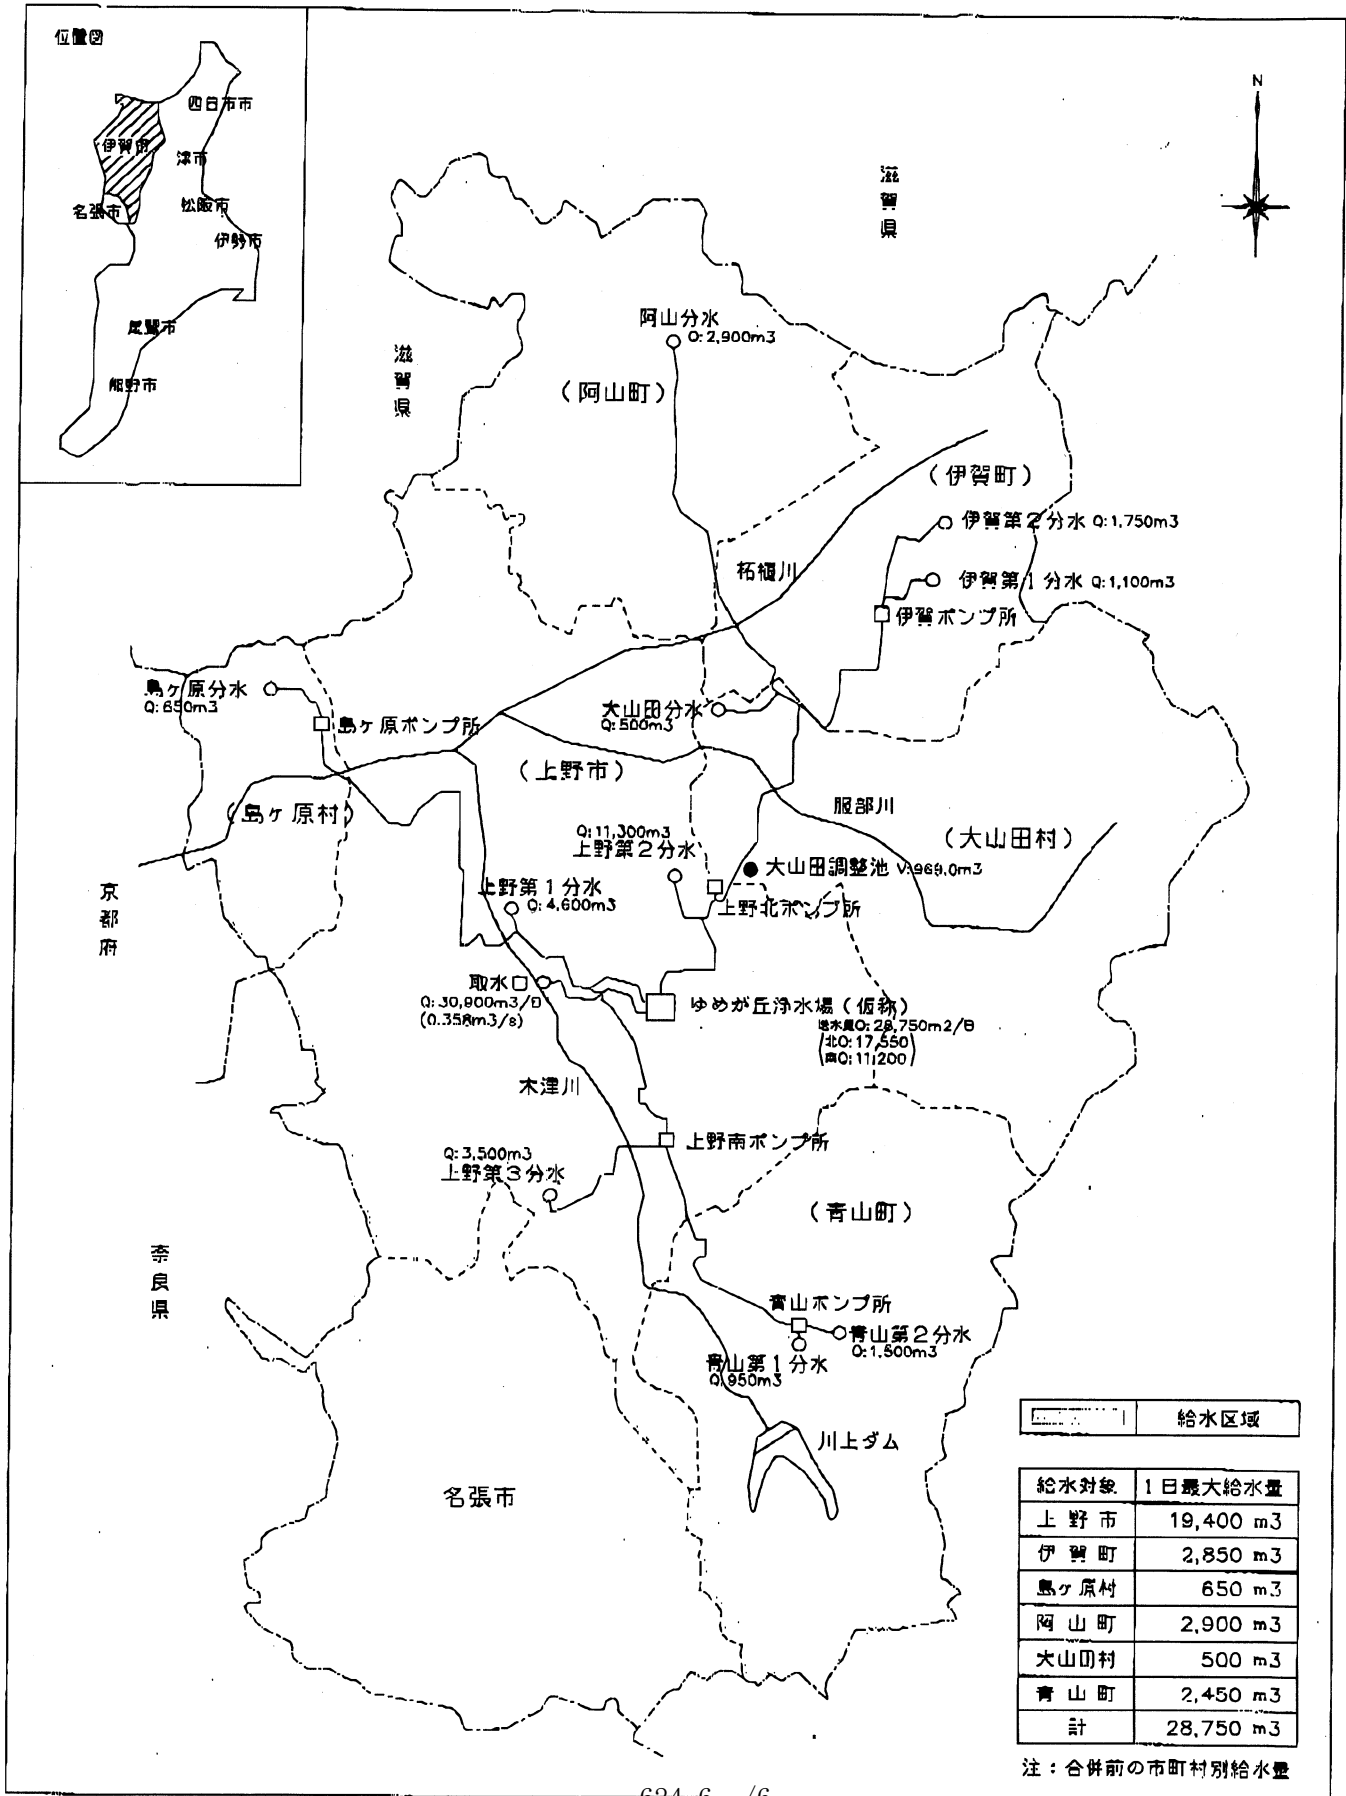 位置図
四日市市
伊賀市
津市
名張市
松阪市
伊勢市
尾鷲市
熊野市
N
滋賀県
滋賀県
阿山分水
Q:2,900m3
(阿山町)
(伊賀町)
伊賀第2分水 Q:1,750m3
柘植川
伊賀第1分水 Q:1,100m3
伊賀ポンプ所
島ヶ原分水
Q:650m3
島ヶ原ポンプ所
大山田分水
Q:500m3
(上野市)
(島ヶ原村)
服部川
(大山田村)
Q:11,300m3
上野第2分水
大山田調整池 V:969.0m3
上野第1分水
Q:4,600m3
上野北ポンプ所
京都府
取水口
Q:30,900m3/日
(0.358m3/s)
ゆめが丘浄水場(仮称)
送水量Q:28,750m2/日
(北Q:17,550)
(南Q:11,200)
木津川
上野南ポンプ所
Q:3,500m3
上野第3分水
(青山町)
奈良県
青山ポンプ所
青山第2分水
Q:1,500m3
青山第1分水
Q:950m3
川上ダム
名張市
給水区域
給水対象 1日最大給水量
上野市 19,400 m3
伊賀町 2,850 m3
島ヶ原村 650 m3
阿山町 2,900 m3
大山田村 500 m3
青山町 2,450 m3
計 28,750 m3
注:合併前の市町村別給水量